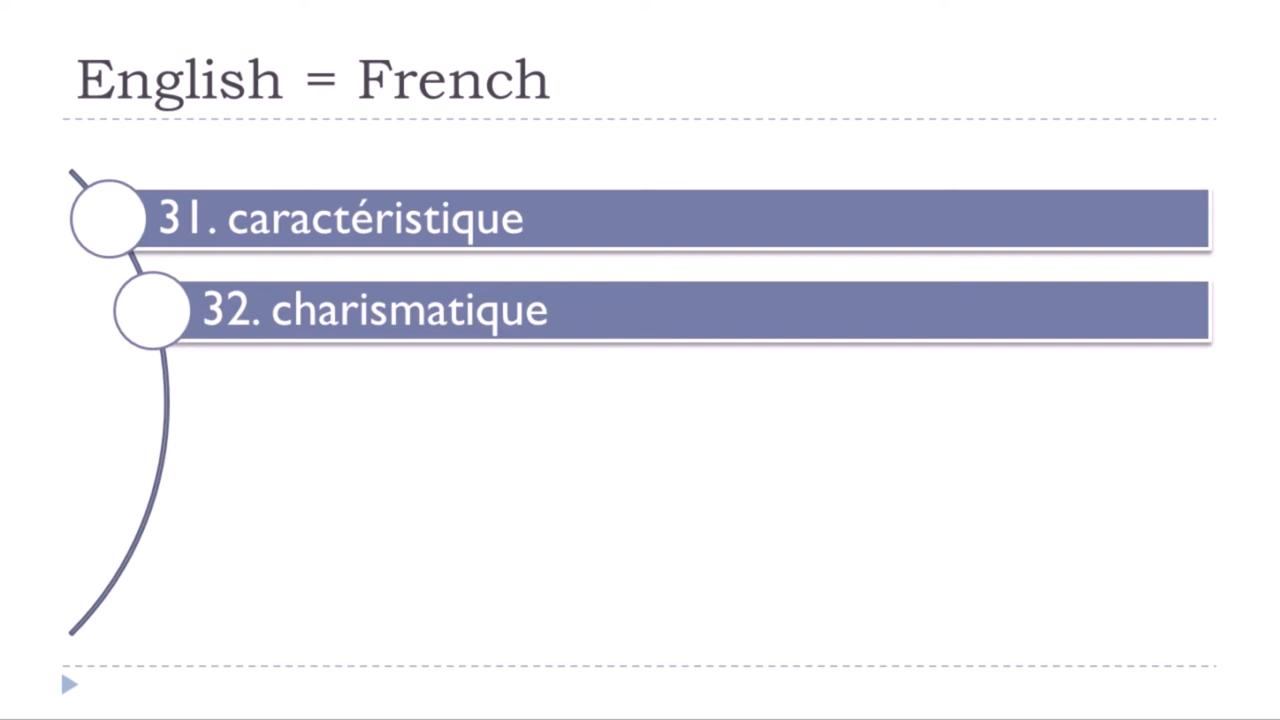 English = French
31. caractéristique
32. charismatique